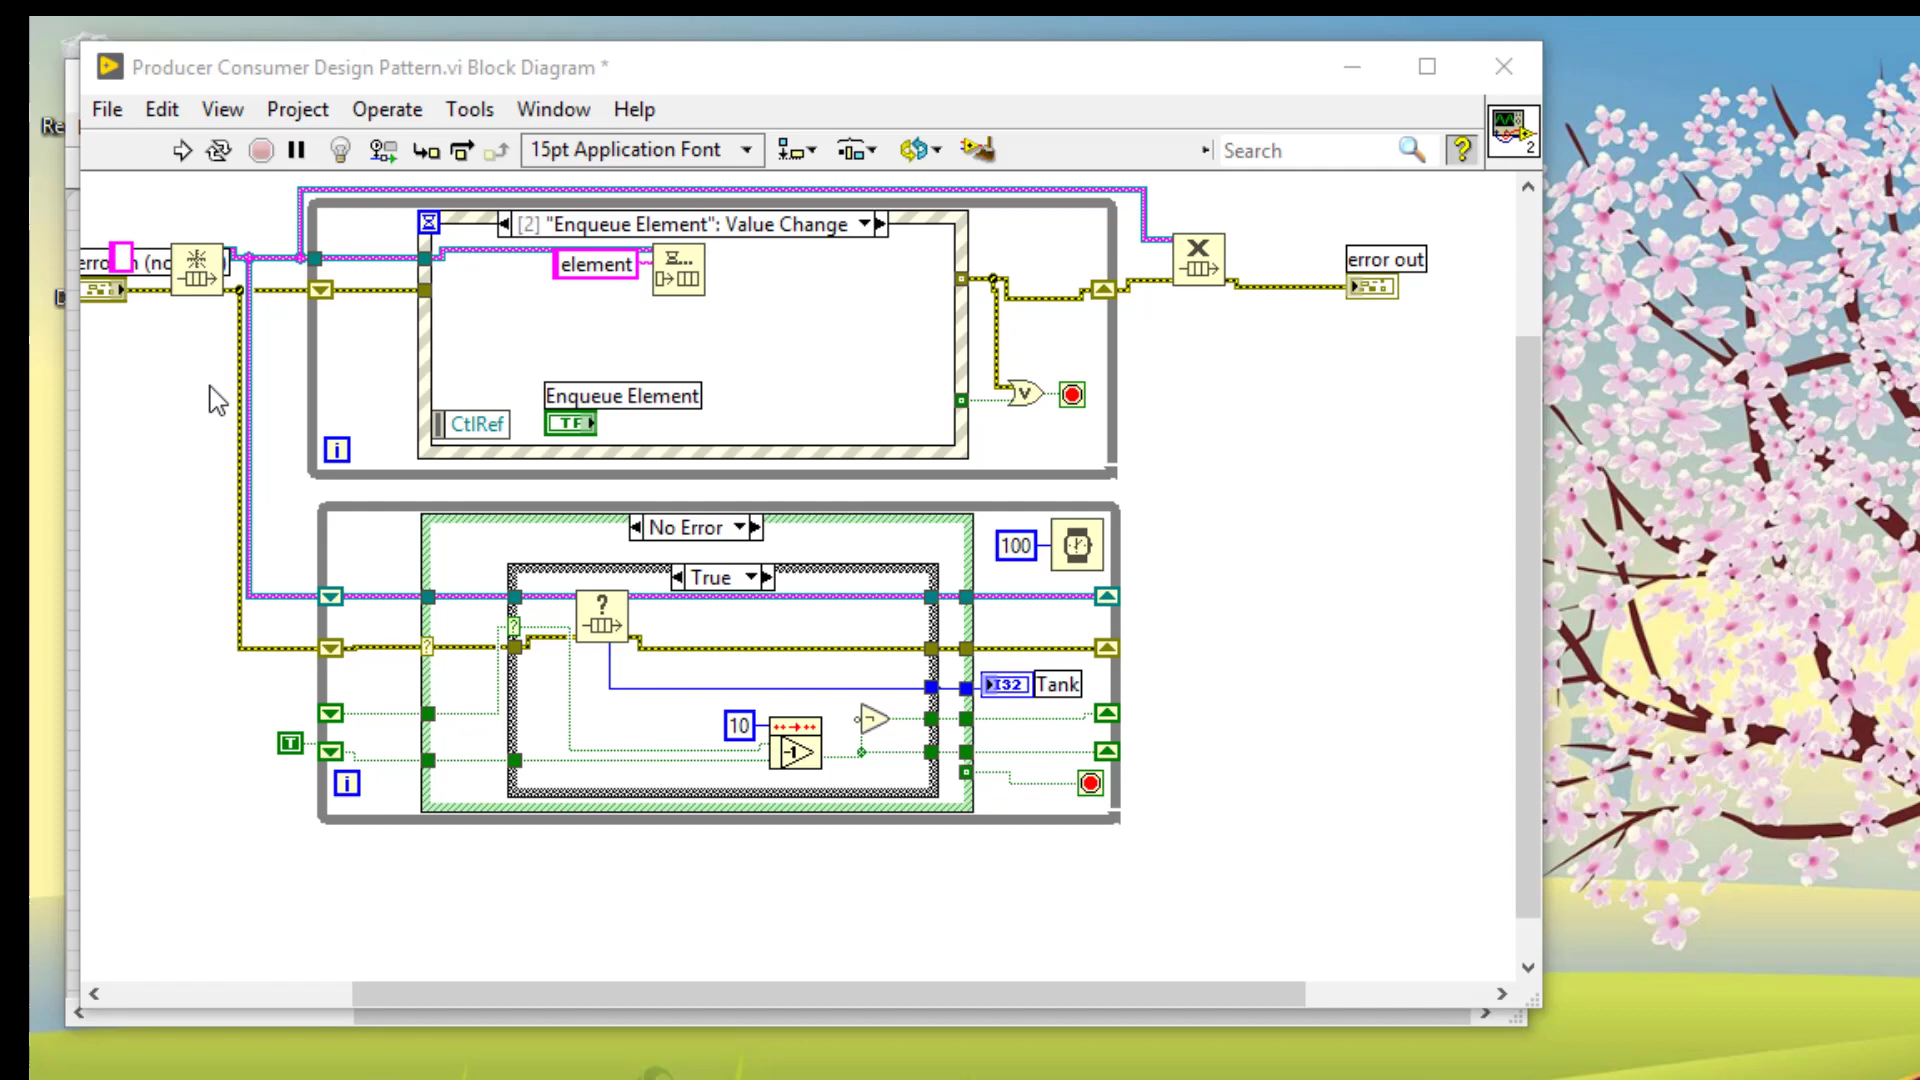 Producer Consumer Design Pattern.vi Block Diagram *
File Edit View Project Operate Tools Window Help
15pt Application Font
Search
2
[2] "Enqueue Element": Value Change
element
error out
Enqueue Element
TF
CtlRef
i
No Error
100
True
?
?
?
I32 Tank
10
-1
T
i